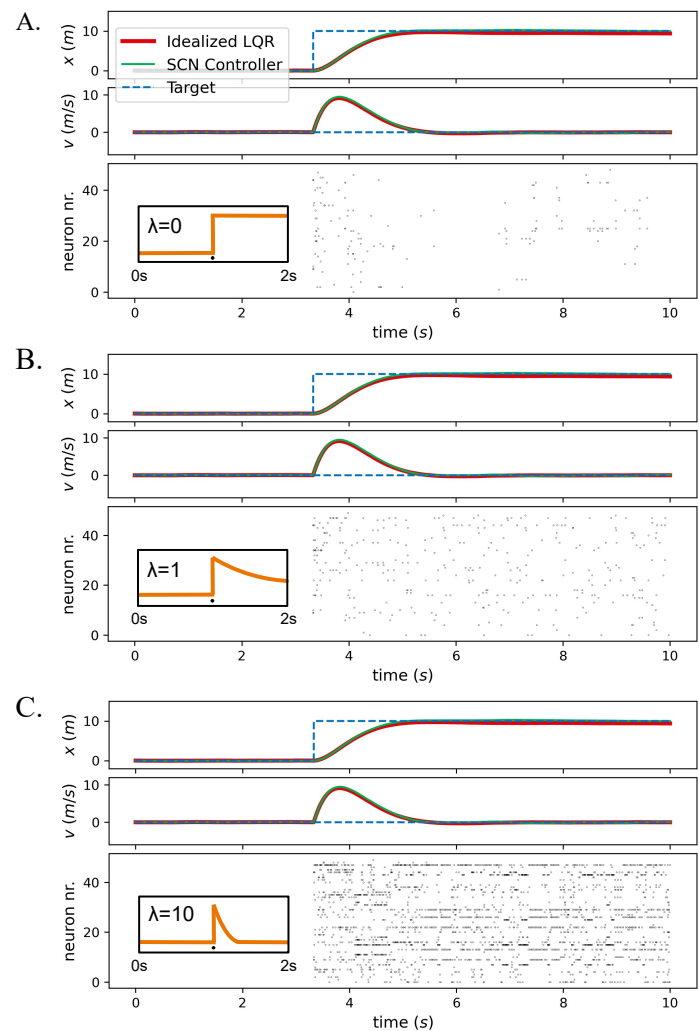 A.
x (m)
10
0
Idealized LQR
SCN Controller
Target
v (m/s)
10
0
neuron nr.
40
20
0
λ=0
0s 2s
0 2 4 6 8 10
time (s)
B.
x (m)
10
0
v (m/s)
10
0
neuron nr.
40
20
0
λ=1
0s 2s
0 2 4 6 8 10
time (s)
C.
x (m)
10
0
v (m/s)
10
0
neuron nr.
40
20
0
λ=10
0s 2s
0 2 4 6 8 10
time (s)